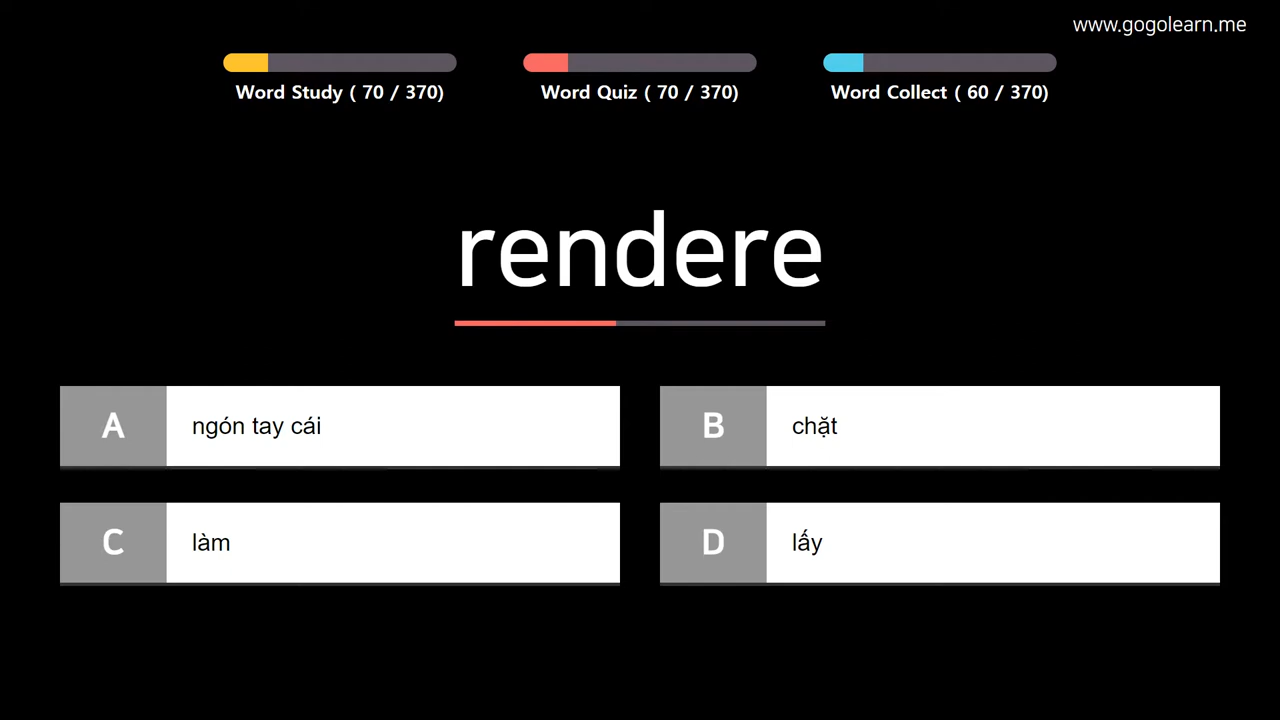 www.gogolearn.me
Word Study ( 70 / 370)
Word Quiz ( 70 / 370)
Word Collect ( 60 / 370)
rendere
A ngón tay cái
B chặt
C làm
D lấy